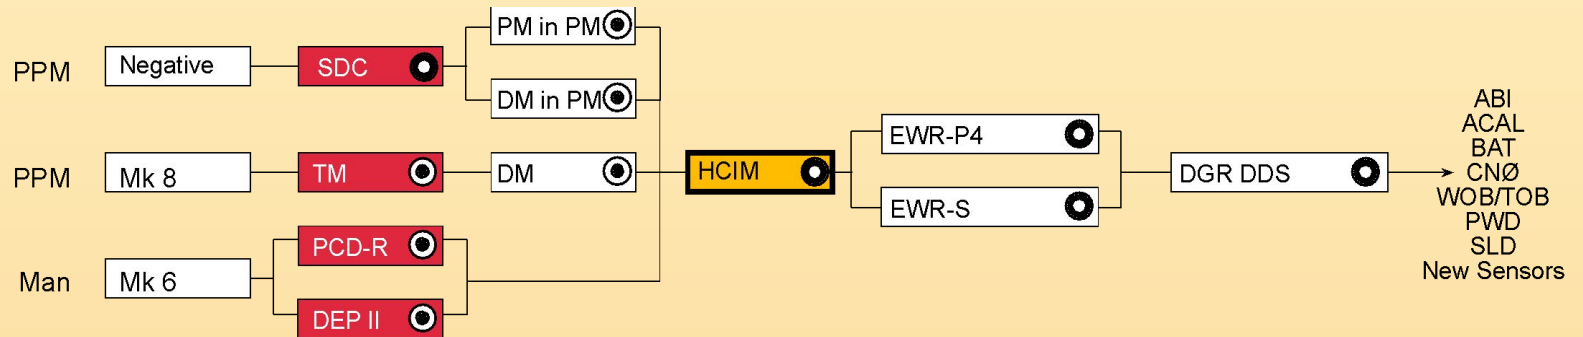 PM in PM
PPM
Negative
SDC
DM in PM
PPM
Mk 8
TM
DM
HCIM
EWR-P4
EWR-S
DGR DDS
ABI
ACAL
BAT
CNØ
WOB/TOB
PWD
SLD
New Sensors
Man
Mk 6
PCD-R
DEP II